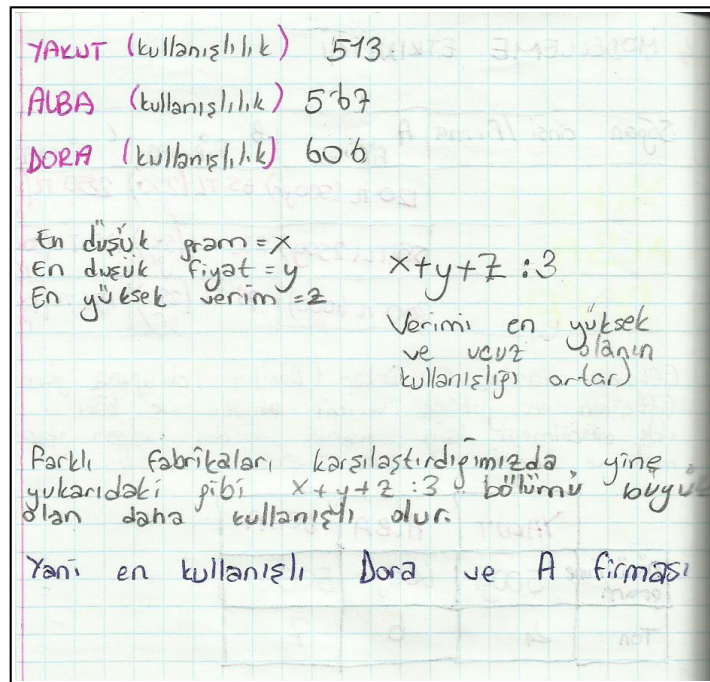 YAKUT (kullanışlılık) 513
ALBA (kullanışlılık) 567
DORA (kullanışlılık) 606
En düşük gram = x
En düşük fiyat = y
En yüksek verim = z
x+y+z :3
Verimi en yüksek
ve ucuz olanın
kullanışlığı artar)
Farklı fabrikaları karşılaştırdığımızda yine
yukarıdaki gibi x+y+z :3 bölümü büyük
olan daha kullanışlı olur.
Yani en kullanışlı Dora ve A firması